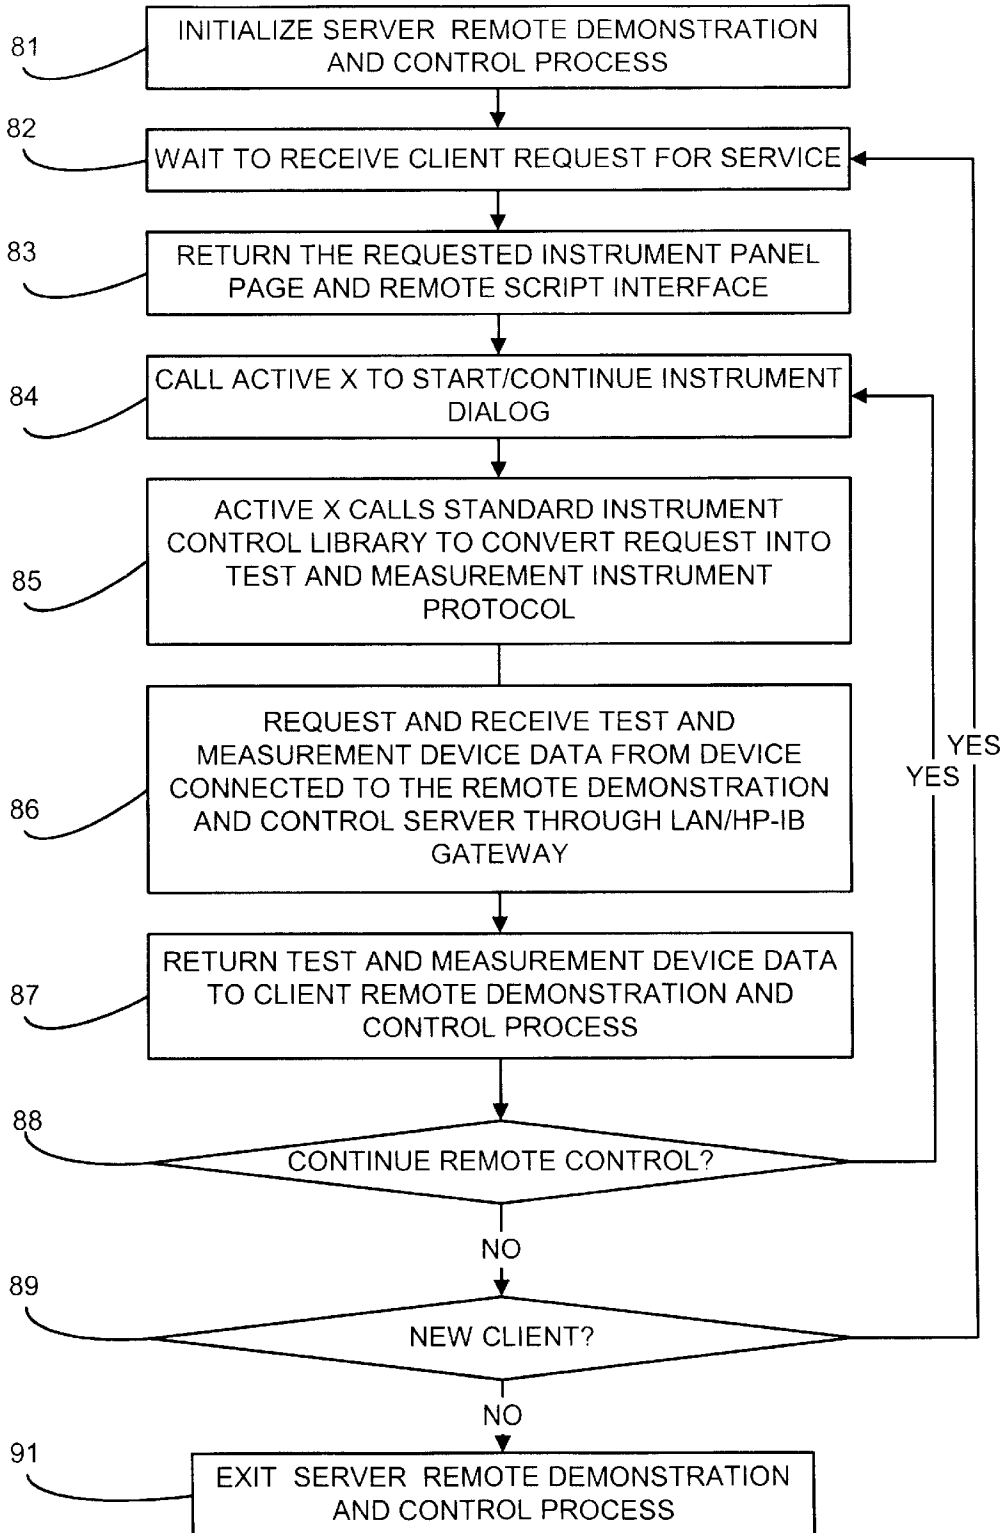 81
INITIALIZE SERVER REMOTE DEMONSTRATION
AND CONTROL PROCESS
82
WAIT TO RECEIVE CLIENT REQUEST FOR SERVICE
83
RETURN THE REQUESTED INSTRUMENT PANEL
PAGE AND REMOTE SCRIPT INTERFACE
84
CALL ACTIVE X TO START/CONTINUE INSTRUMENT
DIALOG
85
ACTIVE X CALLS STANDARD INSTRUMENT
CONTROL LIBRARY TO CONVERT REQUEST INTO
TEST AND MEASUREMENT INSTRUMENT
PROTOCOL
86
REQUEST AND RECEIVE TEST AND
MEASUREMENT DEVICE DATA FROM DEVICE
CONNECTED TO THE REMOTE DEMONSTRATION
AND CONTROL SERVER THROUGH LAN/HP-IB
GATEWAY
YES
YES
87
RETURN TEST AND MEASUREMENT DEVICE DATA
TO CLIENT REMOTE DEMONSTRATION AND
CONTROL PROCESS
88
CONTINUE REMOTE CONTROL?
NO
89
NEW CLIENT?
NO
91
EXIT SERVER REMOTE DEMONSTRATION
AND CONTROL PROCESS